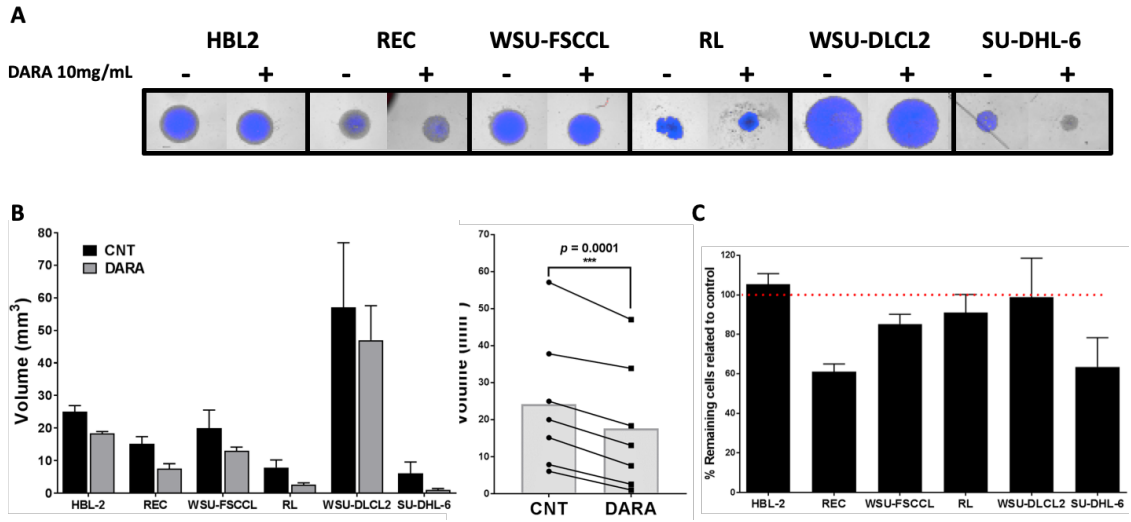 A
HBL2 REC WSU-FSCCL RL WSU-DLCL2 SU-DHL-6
DARA 10mg/mL - + - + - + - + - + - +
B
Volume (mm³)
80
70
60
50
40
30
20
10
0
CNT
DARA
HBL-2 REC WSU-FSCCL RL WSU-DLCL2 SU-DHL-6
70
60
50
40
30
20
10
0
p = 0.0001
***
CNT DARA
C
% Remaining cells related to control
120
100
80
60
40
20
0
HBL-2 REC WSU-FSCCL RL WSU-DLCL2 SU-DHL-6